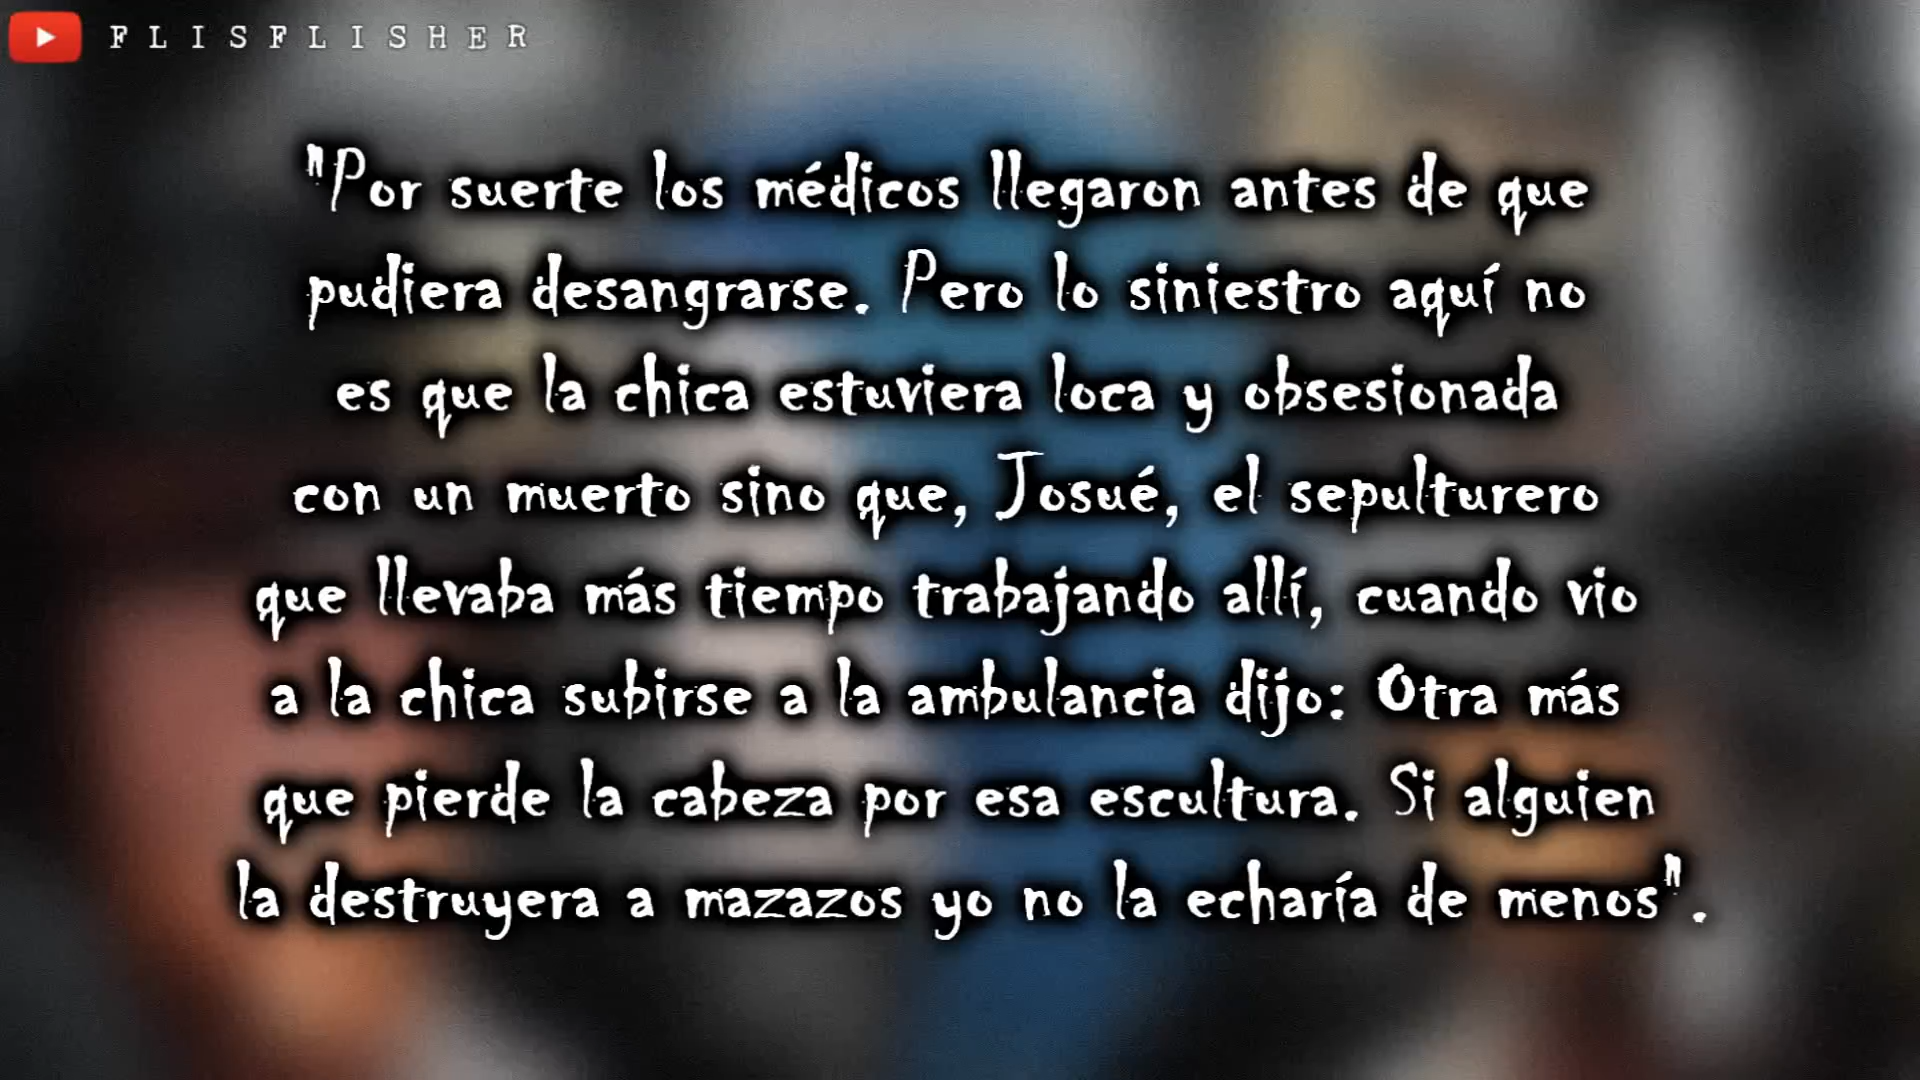 FLISFLISHER
"Por suerte los médicos llegaron antes de que
pudiera desangrarse. Pero lo siniestro aquí no
es que la chica estuviera loca y obsesionada
con un muerto sino que, Josué, el sepulturero
que llevaba más tiempo trabajando allí, cuando vio
a la chica subirse a la ambulancia dijo: Otra más
que pierde la cabeza por esa escultura. Si alguien
la destruyera a mazazos yo no la echaría de menos".